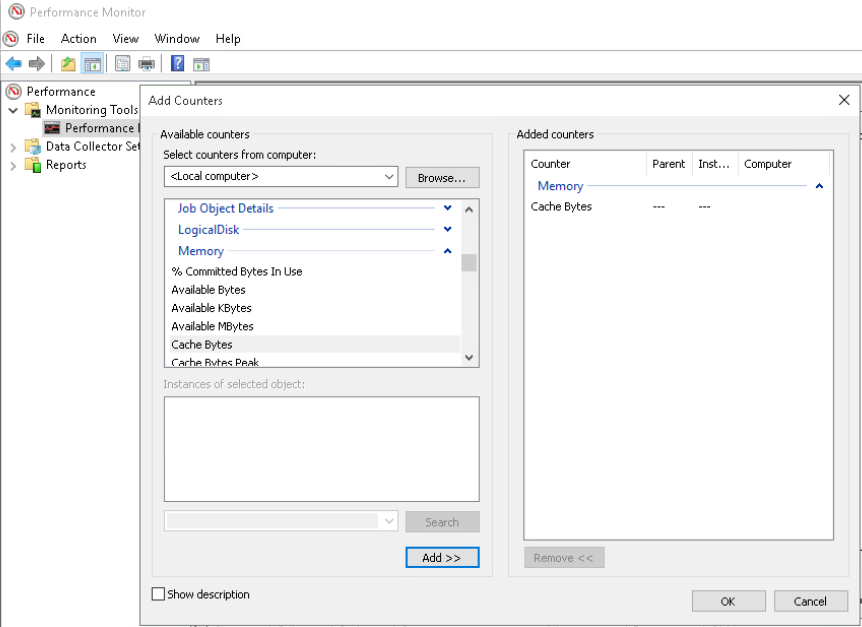 Performance Monitor
File Action View Window Help
Performance
Monitoring Tools
Performance
Data Collector Set
Reports
Add Counters
Available counters
Select counters from computer:
<Local computer>
Browse...
Job Object Details
LogicalDisk
Memory
% Committed Bytes In Use
Available Bytes
Available KBytes
Available MBytes
Cache Bytes
Cache Bytes Peak
Instances of selected object:
Search
Add >>
Show description
Added counters
Counter Parent Inst... Computer
Memory
Cache Bytes --- ---
Remove <<
OK Cancel